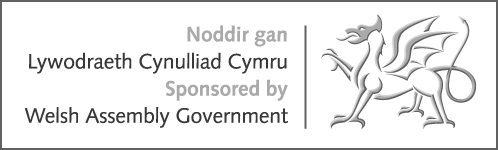 Noddir gan
Lywodraeth Cynulliad Cymru
Sponsored by
Welsh Assembly Government